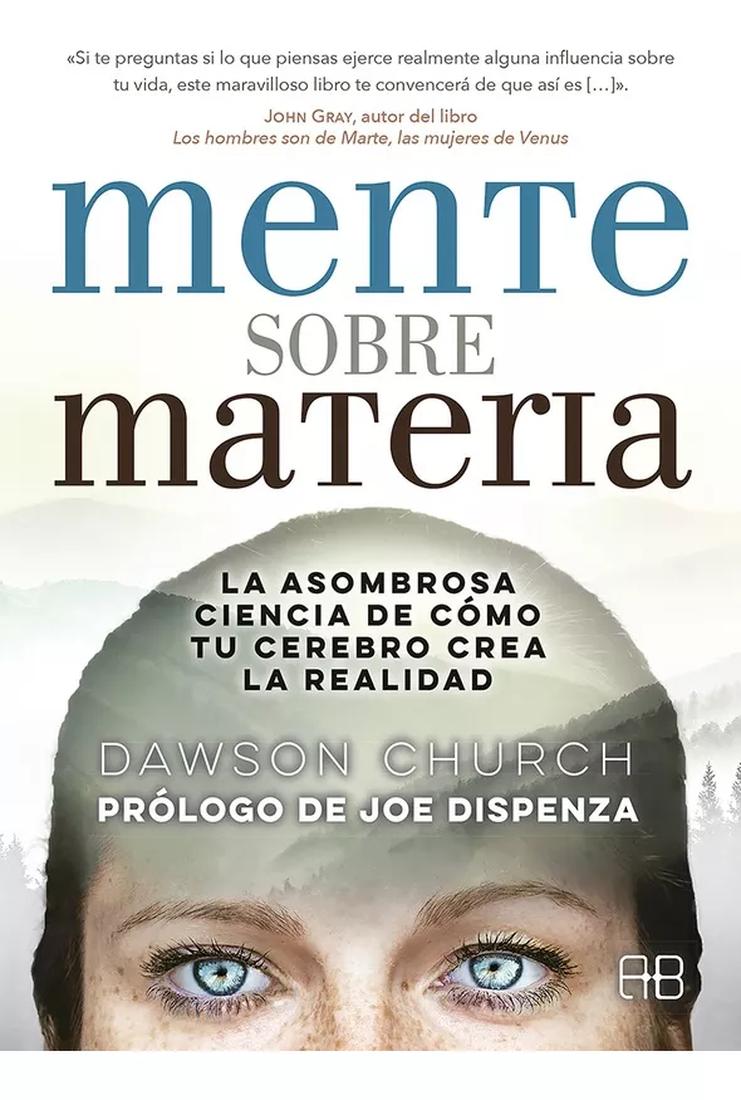 «Si te preguntas si lo que piensas ejerce realmente alguna influencia sobre
tu vida, este maravilloso libro te convencerá de que así es [...]».
John Gray, autor del libro
Los hombres son de Marte, las mujeres de Venus
mente
SOBRE
materia
LA ASOMBROSA
CIENCIA DE CÓMO
TU CEREBRO CREA
LA REALIDAD
DAWSON CHURCH
PRÓLOGO DE JOE DISPENZA
AB